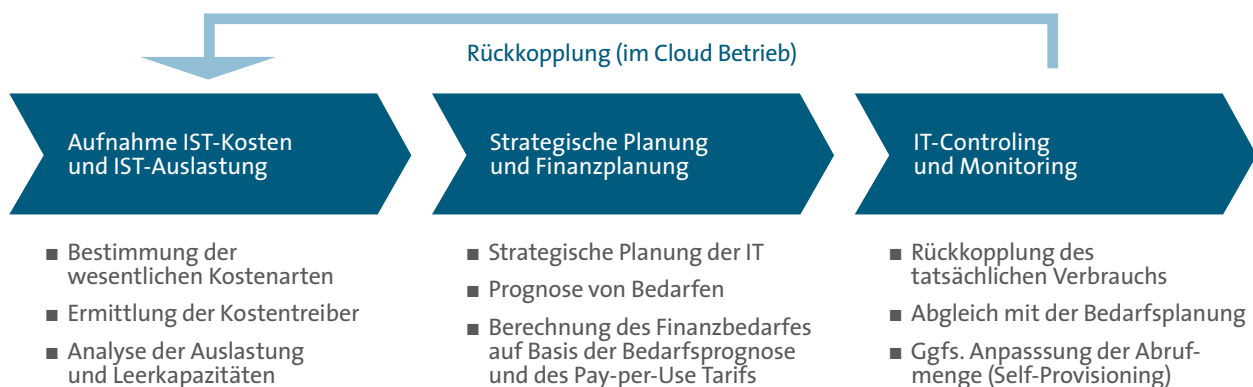 Rückkopplung (im Cloud Betrieb)
Aufnahme IST-Kosten
und IST-Auslastung
Strategische Planung
und Finanzplanung
IT-Controling
und Monitoring
■ Bestimmung der
wesentlichen Kostenarten
■ Ermittlung der Kostentreiber
■ Analyse der Auslastung
und Leerkapazitäten
■ Strategische Planung der IT
■ Prognose von Bedarfen
■ Berechnung des Finanzbedarfes
auf Basis der Bedarfsprognose
und des Pay-per-Use Tarifs
■ Rückkopplung des
tatsächlichen Verbrauchs
■ Abgleich mit der Bedarfsplanung
■ Ggfs. Anpasssung der Abruf-
menge (Self-Provisioning)